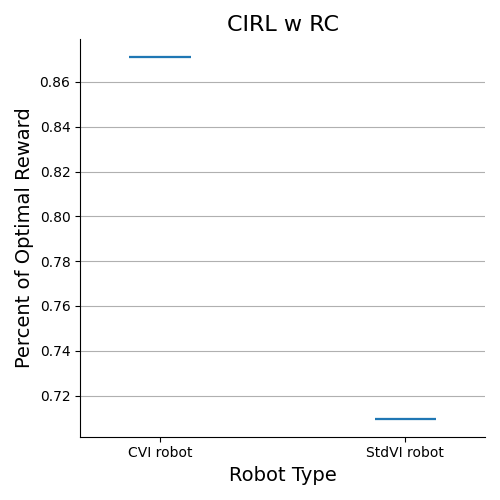 CIRL w RC
Percent of Optimal Reward
0.86
0.84
0.82
0.80
0.78
0.76
0.74
0.72
CVI robot
StdVI robot
Robot Type